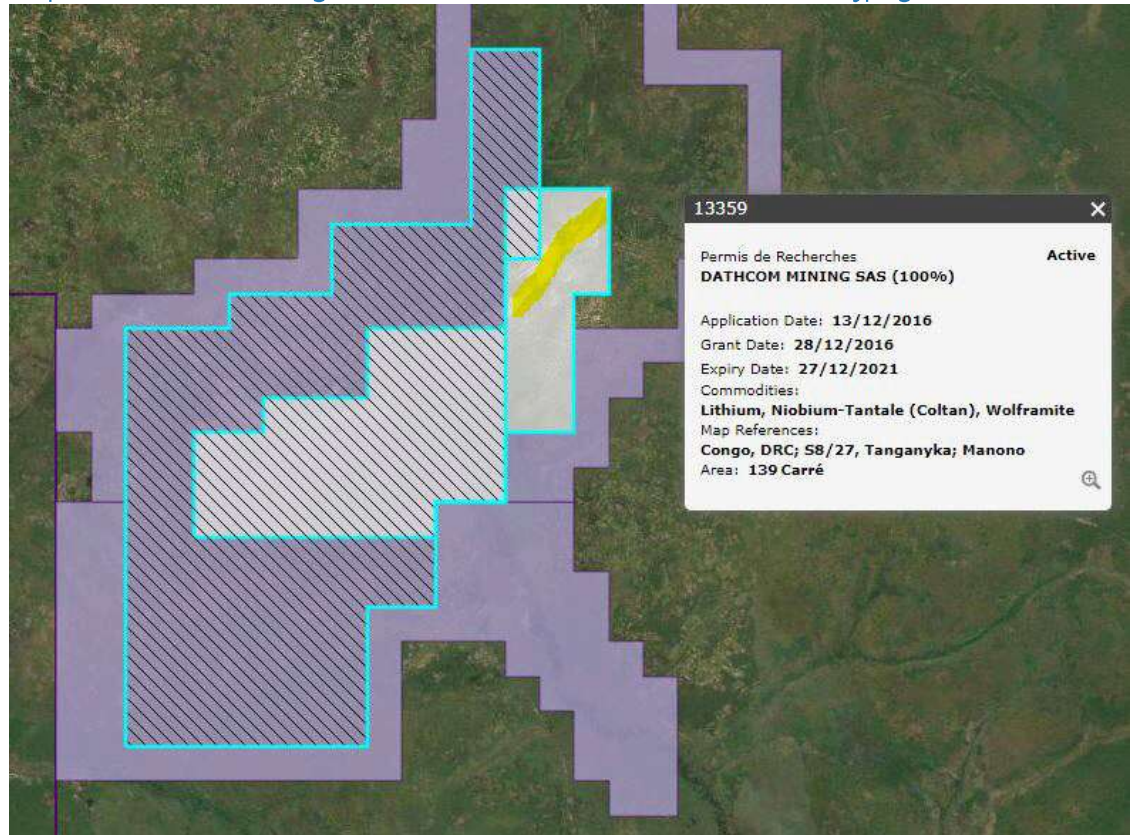 13359
Permis de Recherches Active
DATHCOM MINING SAS (100%)
Application Date: 13/12/2016
Grant Date: 28/12/2016
Expiry Date: 27/12/2021
Commodities:
Lithium, Niobium-Tantale (Coltan), Wolframite
Map References:
Congo, DRC; S8/27, Tanganyka; Manono
Area: 139 Carré